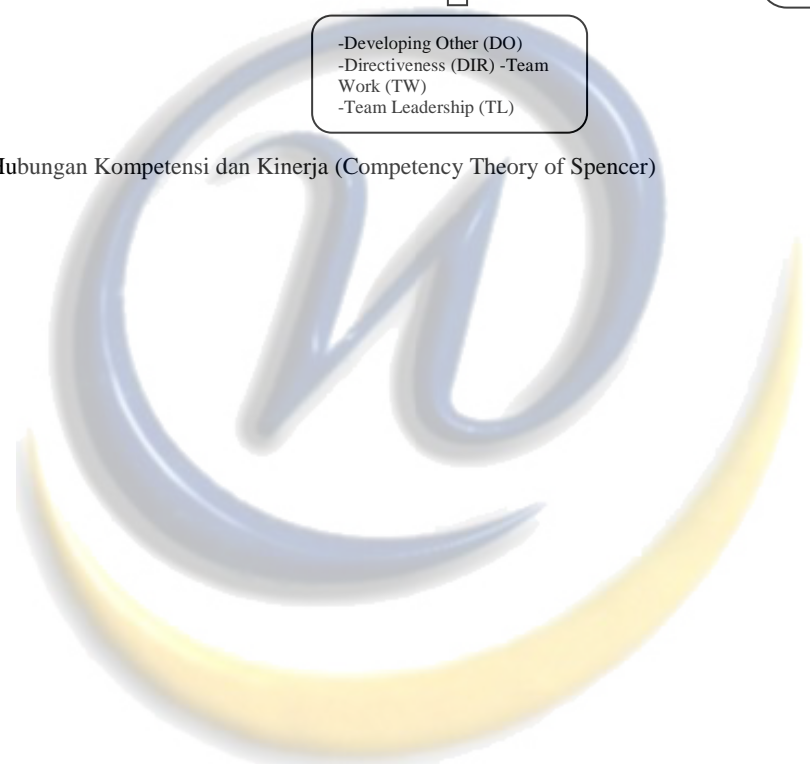 -Developing Other (DO)
-Directiveness (DIR) -Team
Work (TW)
-Team Leadership (TL)
Hubungan Kompetensi dan Kinerja (Competency Theory of Spencer)